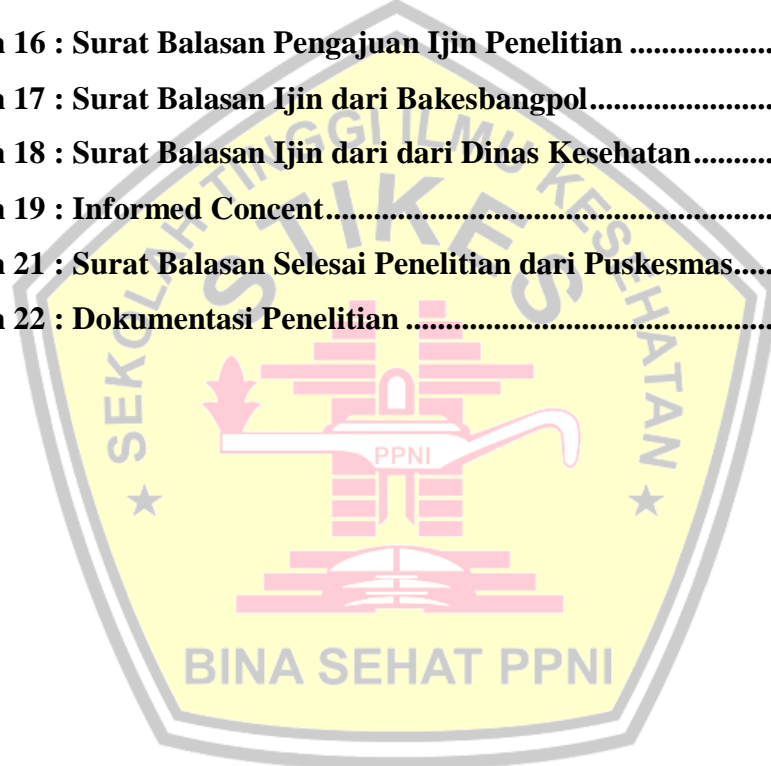 n 16 : Surat Balasan Pengajuan Ijin Penelitian ....................
n 17 : Surat Balasan Ijin dari Bakesbangpol.........................
n 18 : Surat Balasan Ijin dari dari Dinas Kesehatan...........
n 19 : Informed Concent.......................................................
n 21 : Surat Balasan Selesai Penelitian dari Puskesmas.....
n 22 : Dokumentasi Penelitian .............................................
SEKOLAH TINGGI ILMU KESEHATAN
STIKES
PPNI
BINA SEHAT PPNI